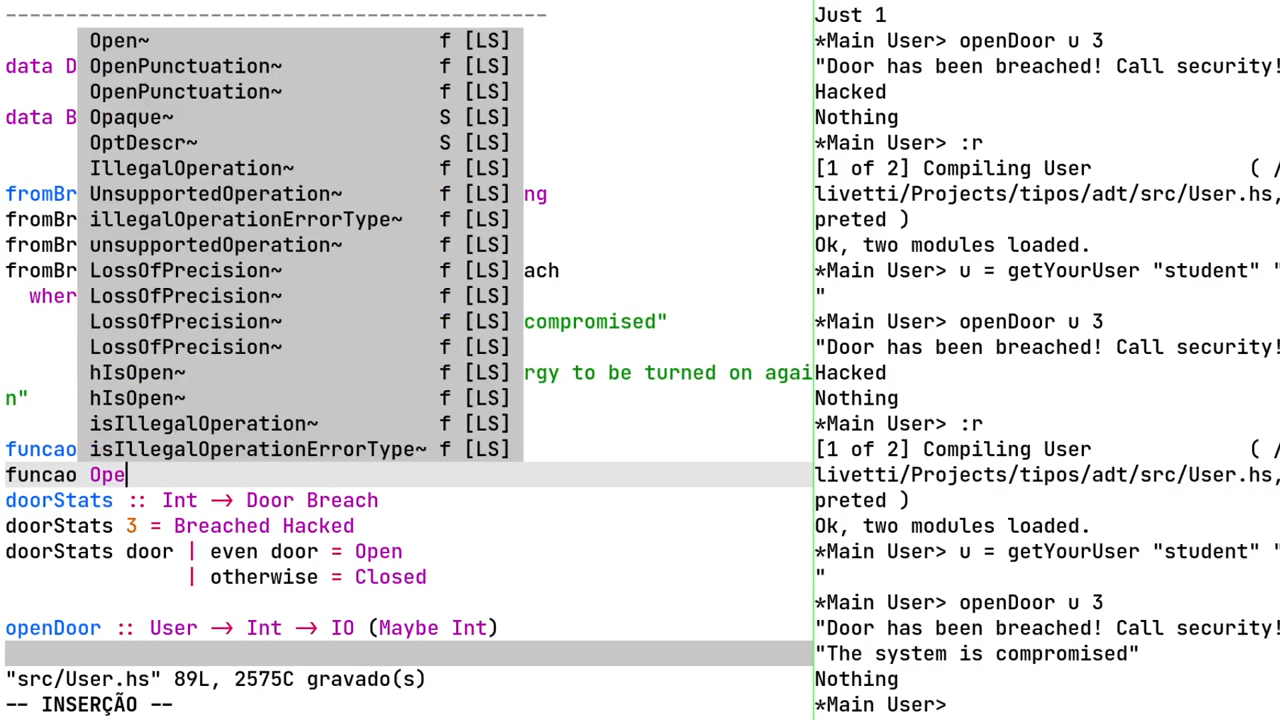 ----------------------------------------------
data D
data B
fromBr ng
fromBr
fromBr
fromBr ach
wher
compromised"
rgy to be turned on agai
n"
funcao
Open~ f [LS]
OpenPunctuation~ f [LS]
OpenPunctuation~ f [LS]
Opaque~ S [LS]
OptDescr~ S [LS]
IllegalOperation~ f [LS]
UnsupportedOperation~ f [LS]
illegalOperationErrorType~ f [LS]
unsupportedOperation~ f [LS]
LossOfPrecision~ f [LS]
LossOfPrecision~ f [LS]
LossOfPrecision~ f [LS]
LossOfPrecision~ f [LS]
hIsOpen~ f [LS]
hIsOpen~ f [LS]
isIllegalOperation~ f [LS]
isIllegalOperationErrorType~ f [LS]
funcao Ope
doorStats :: Int -> Door Breach
doorStats 3 = Breached Hacked
doorStats door | even door = Open
| otherwise = Closed
openDoor :: User -> Int -> IO (Maybe Int)
"src/User.hs" 89L, 2575C gravado(s)
-- INSERÇÃO --
Just 1
*Main User> openDoor u 3
"Door has been breached! Call security!
Hacked
Nothing
*Main User> :r
[1 of 2] Compiling User ( /
livetti/Projects/tipos/adt/src/User.hs,
preted )
Ok, two modules loaded.
*Main User> u = getYourUser "student" "
"
*Main User> openDoor u 3
"Door has been breached! Call security!
Hacked
Nothing
*Main User> :r
[1 of 2] Compiling User ( /
livetti/Projects/tipos/adt/src/User.hs,
preted )
Ok, two modules loaded.
*Main User> u = getYourUser "student" "
"
*Main User> openDoor u 3
"Door has been breached! Call security!
"The system is compromised"
Nothing
*Main User>